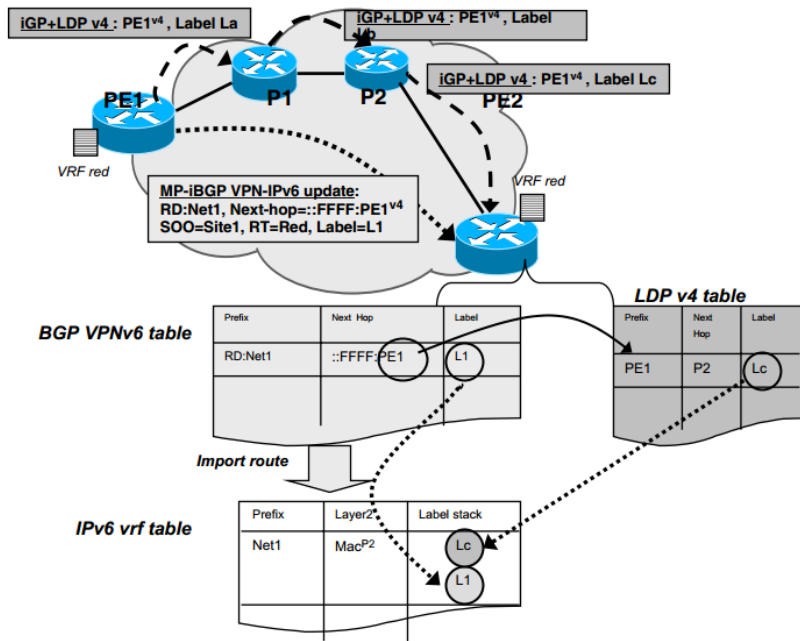 iGP+LDP v4 : PE1v4 , Label La
iGP+LDP v4 : PE1v4 , Label
Lb
iGP+LDP v4 : PE1v4 , Label Lc
PE1
P1
P2
PE2
VRF red
VRF red
MP-iBGP VPN-IPv6 update:
RD:Net1, Next-hop=::FFFF:PE1v4
SOO=Site1, RT=Red, Label=L1
LDP v4 table
BGP VPNv6 table
Prefix Next Hop Label
RD:Net1 ::FFFF:PE1 L1
Prefix Next Hop Label
PE1 P2 Lc
Import route
IPv6 vrf table
Prefix Layer2 Label stack
Net1 MacP2 Lc
L1